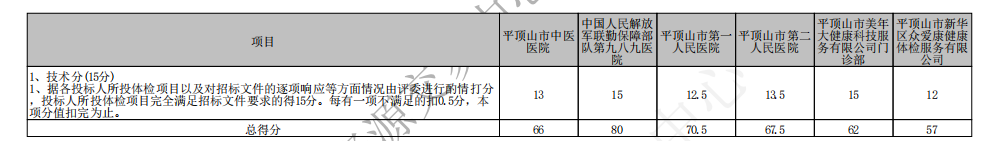 项目
平顶山市中医
医院
中国人民解放
军联勤保障部
队第九八九医
院
平顶山市第一
人民医院
平顶山市第二
人民医院
平顶山市美年
大健康科技服
务有限公司门
诊部
平顶山市新华
区众爱康健康
体检服务有限
公司
1、技术分(15分)
1、据各投标人所投体检项目以及对招标文件的逐项响应等方面情况由评委进行酌情打分
，投标人所投体检项目完全满足招标文件要求的得15分。每有一项不满足的扣0.5分，本
项分值扣完为止。
13
15
12.5
13.5
15
12
总得分
66
80
70.5
67.5
62
57
源交
中心